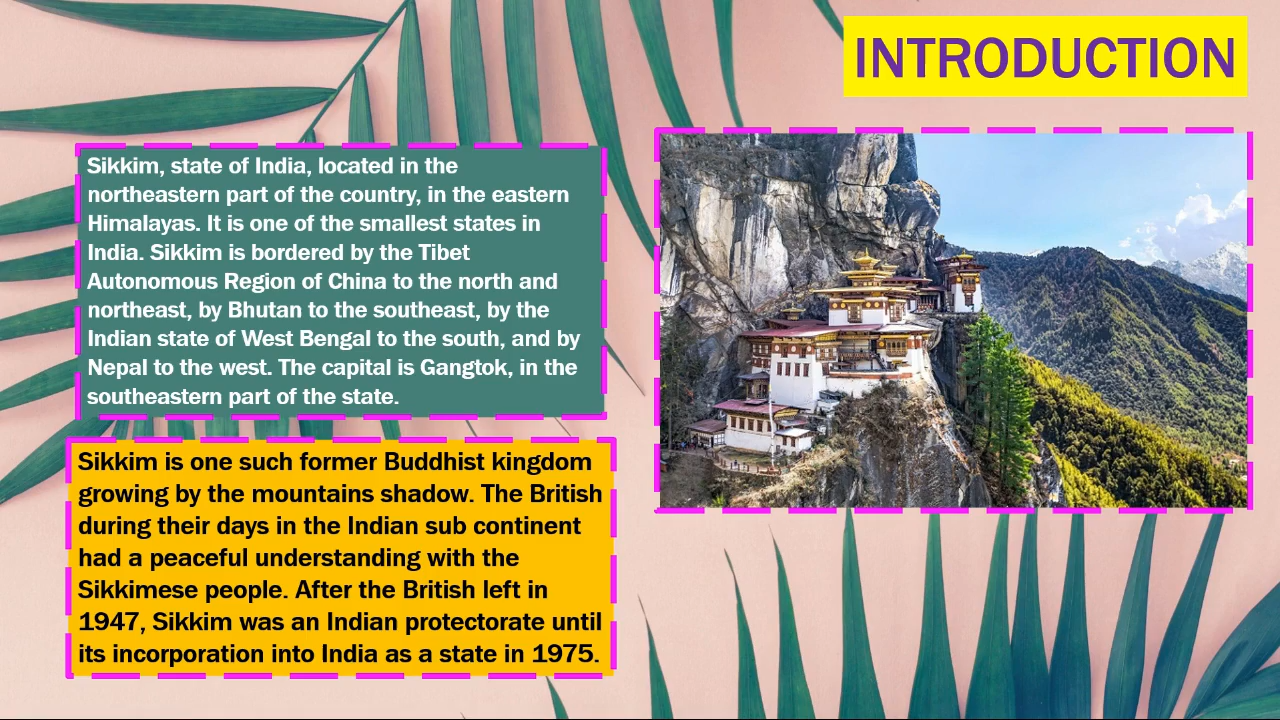 INTRODUCTION
Sikkim, state of India, located in the
northeastern part of the country, in the eastern
Himalayas. It is one of the smallest states in
India. Sikkim is bordered by the Tibet
Autonomous Region of China to the north and
northeast, by Bhutan to the southeast, by the
Indian state of West Bengal to the south, and by
Nepal to the west. The capital is Gangtok, in the
southeastern part of the state.
Sikkim is one such former Buddhist kingdom
growing by the mountains shadow. The British
during their days in the Indian sub continent
had a peaceful understanding with the
Sikkimese people. After the British left in
1947, Sikkim was an Indian protectorate until
its incorporation into India as a state in 1975.